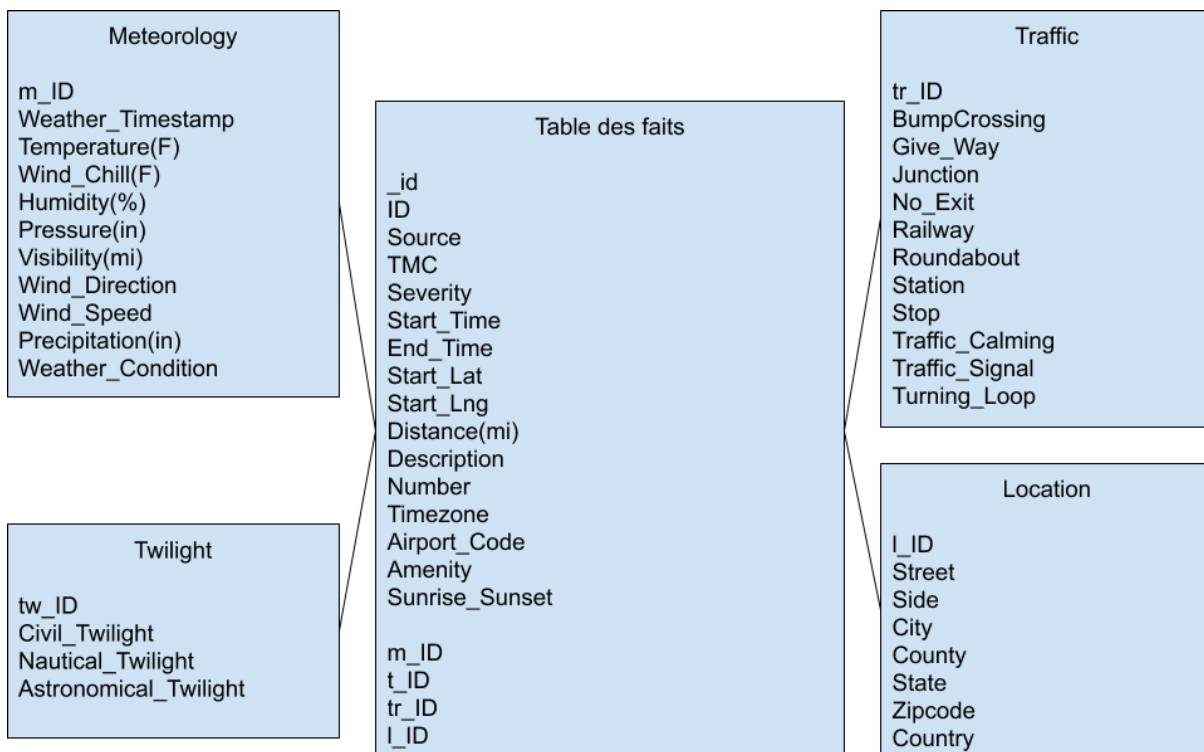 Meteorology
m_ID
Weather_Timestamp
Temperature(F)
Wind_Chill(F)
Humidity(%)
Pressure(in)
Visibility(mi)
Wind_Direction
Wind_Speed
Precipitation(in)
Weather_Condition
Twilight
tw_ID
Civil_Twilight
Nautical_Twilight
Astronomical_Twilight
Table des faits
_id
ID
Source
TMC
Severity
Start_Time
End_Time
Start_Lat
Start_Lng
Distance(mi)
Description
Number
Timezone
Airport_Code
Amenity
Sunrise_Sunset
m_ID
t_ID
tr_ID
l_ID
Traffic
tr_ID
BumpCrossing
Give_Way
Junction
No_Exit
Railway
Roundabout
Station
Stop
Traffic_Calming
Traffic_Signal
Turning_Loop
Location
l_ID
Street
Side
City
County
State
Zipcode
Country